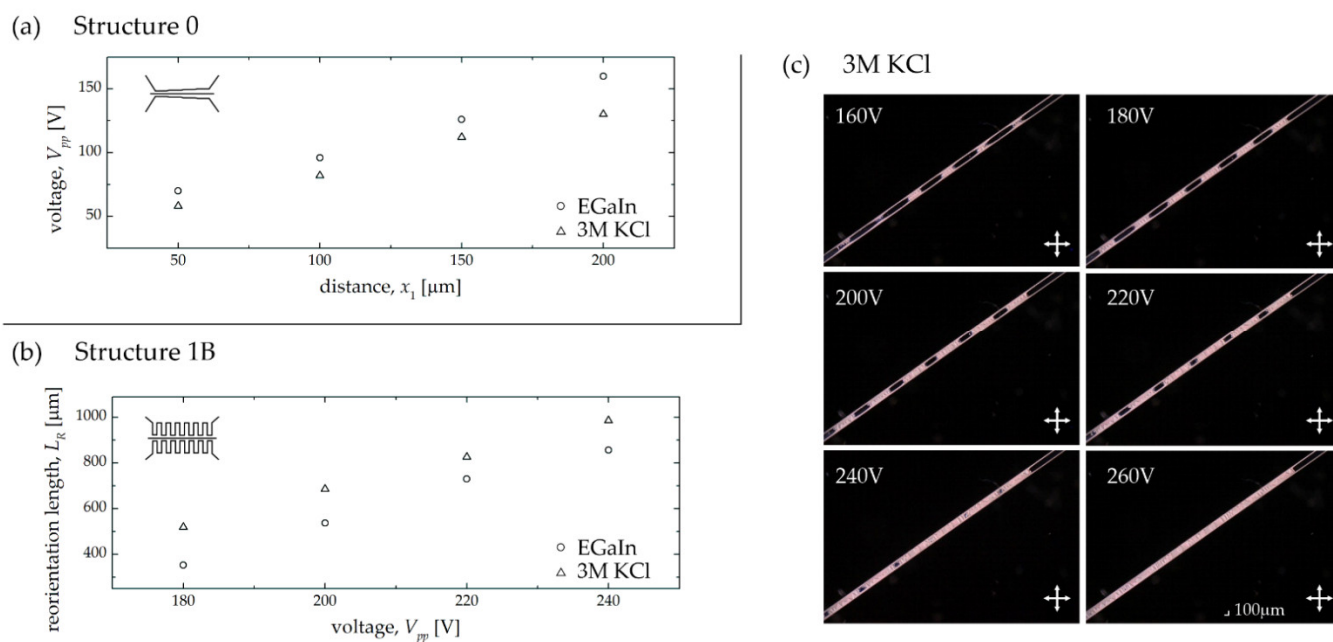 (a) Structure 0
voltage, Vpp [V]
150
100
50
EGaIn
3M KCl
50 100 150 200
distance, x1 [μm]
(b) Structure 1B
reorientation length, LR [μm]
1000
800
600
400
EGaIn
3M KCl
180 200 220 240
voltage, Vpp [V]
(c) 3M KCl
160V 180V
200V 220V
240V 260V
100μm